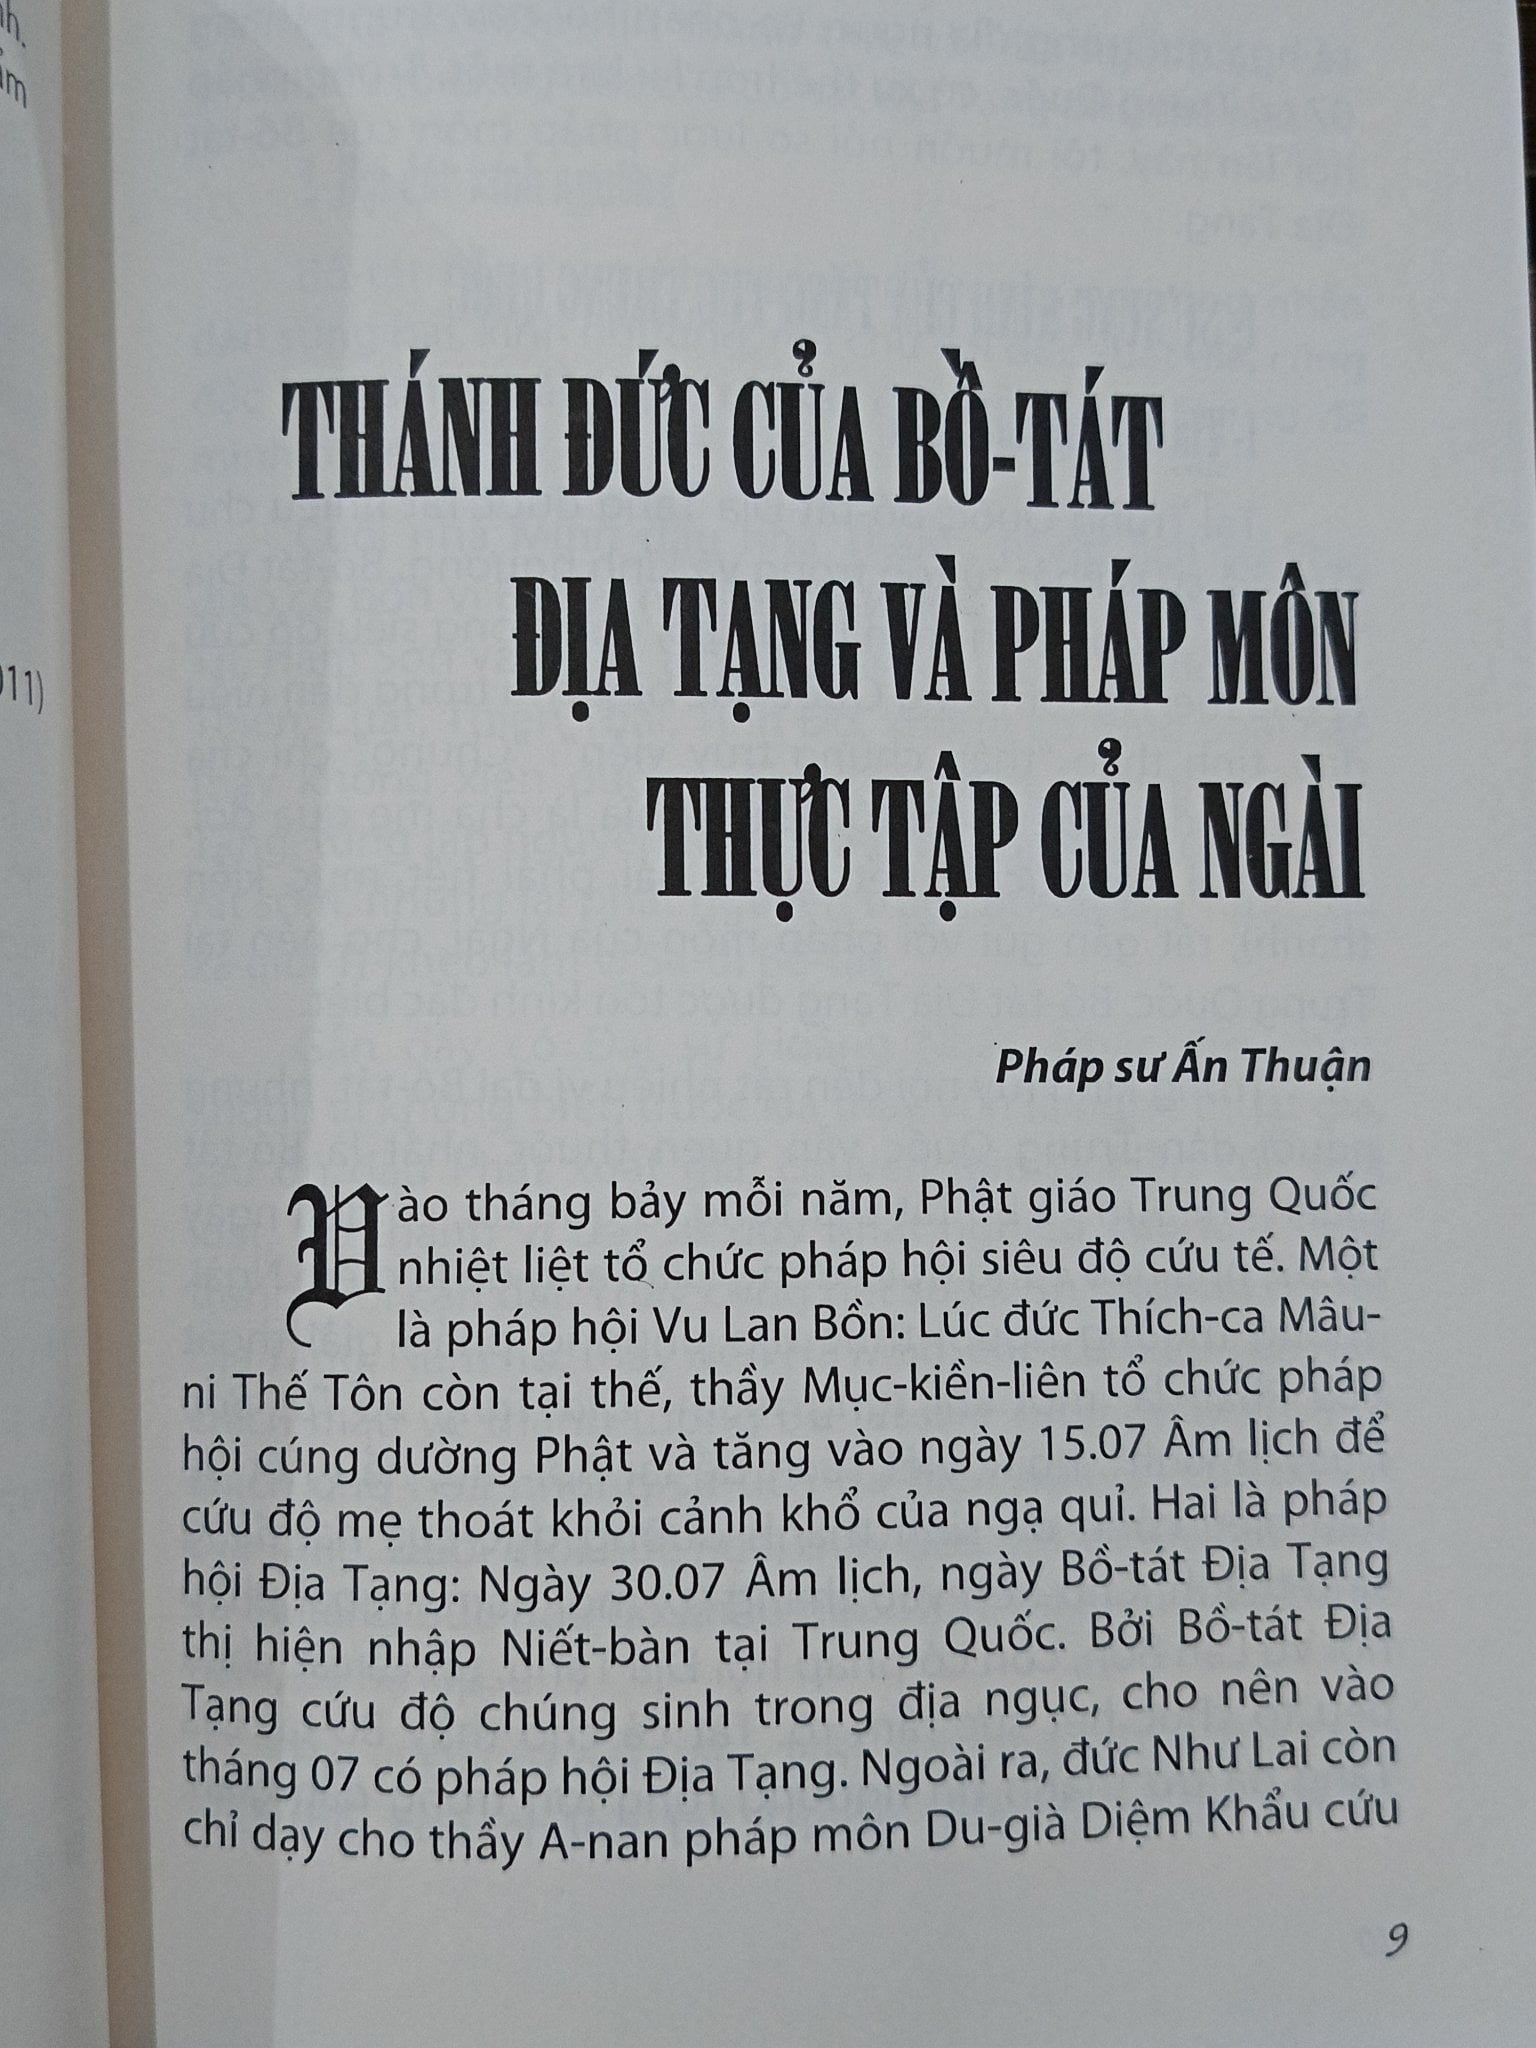 THÁNH ĐỨC CỦA BỒ-TÁT
ĐỊA TẠNG VÀ PHÁP MÔN
THỰC TẬP CỦA NGÀI
Pháp sư Ấn Thuận
Vào tháng bảy mỗi năm, Phật giáo Trung Quốc
nhiệt liệt tổ chức pháp hội siêu độ cứu tế. Một
là pháp hội Vu Lan Bồn: Lúc đức Thích-ca Mâu-
ni Thế Tôn còn tại thế, thầy Mục-kiền-liên tổ chức pháp
hội cúng dường Phật và tăng vào ngày 15.07 Âm lịch để
cứu độ mẹ thoát khỏi cảnh khổ của ngạ quỉ. Hai là pháp
hội Địa Tạng: Ngày 30.07 Âm lịch, ngày Bồ-tát Địa Tạng
thị hiện nhập Niết-bàn tại Trung Quốc. Bởi Bồ-tát Địa
Tạng cứu độ chúng sinh trong địa ngục, cho nên vào
tháng 07 có pháp hội Địa Tạng. Ngoài ra, đức Như Lai còn
chỉ dạy cho thầy A-nan pháp môn Du-già Diệm Khẩu cứu
9